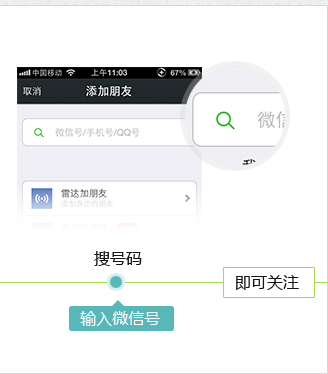 中国移动 上午11:03 67%
取消 添加朋友
微信号/手机号/QQ号
微信
雷达加朋友
添加身边的朋友
搜号码
即可关注
输入微信号